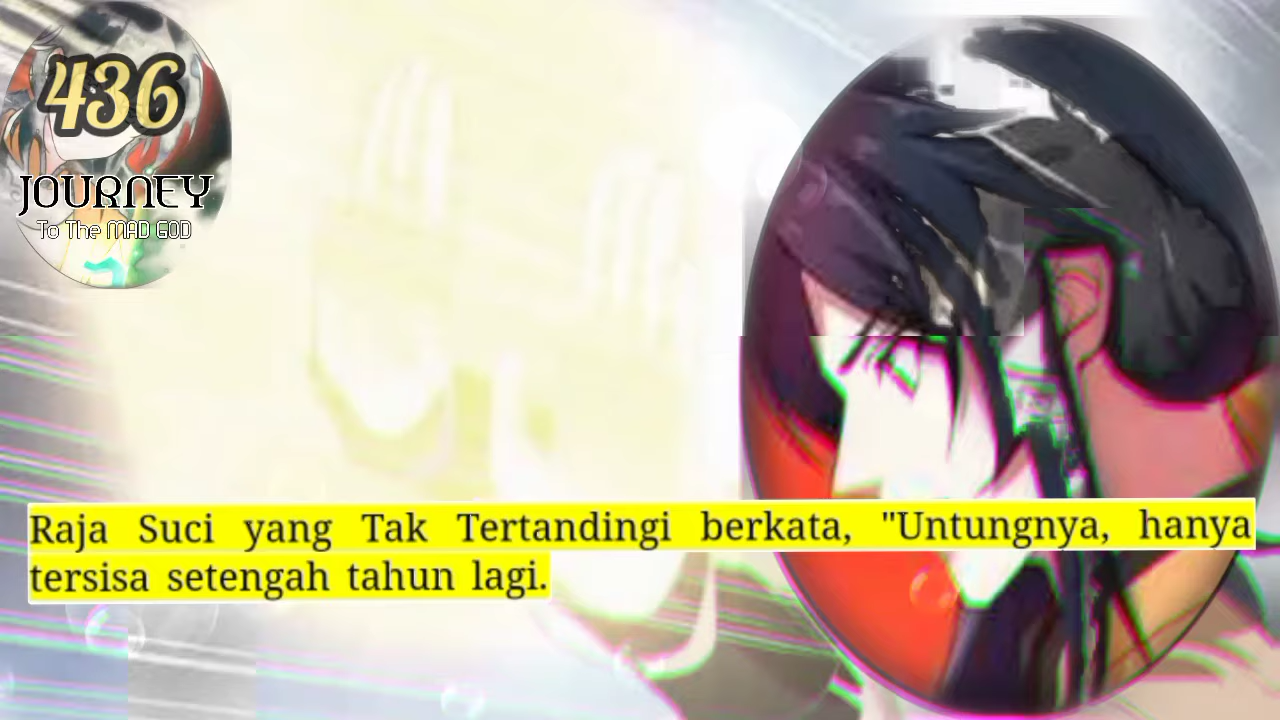 436
JOURNEY
To The MAD GOD
Raja Suci yang Tak Tertandingi berkata, "Untungnya, hanya
tersisa setengah tahun lagi.